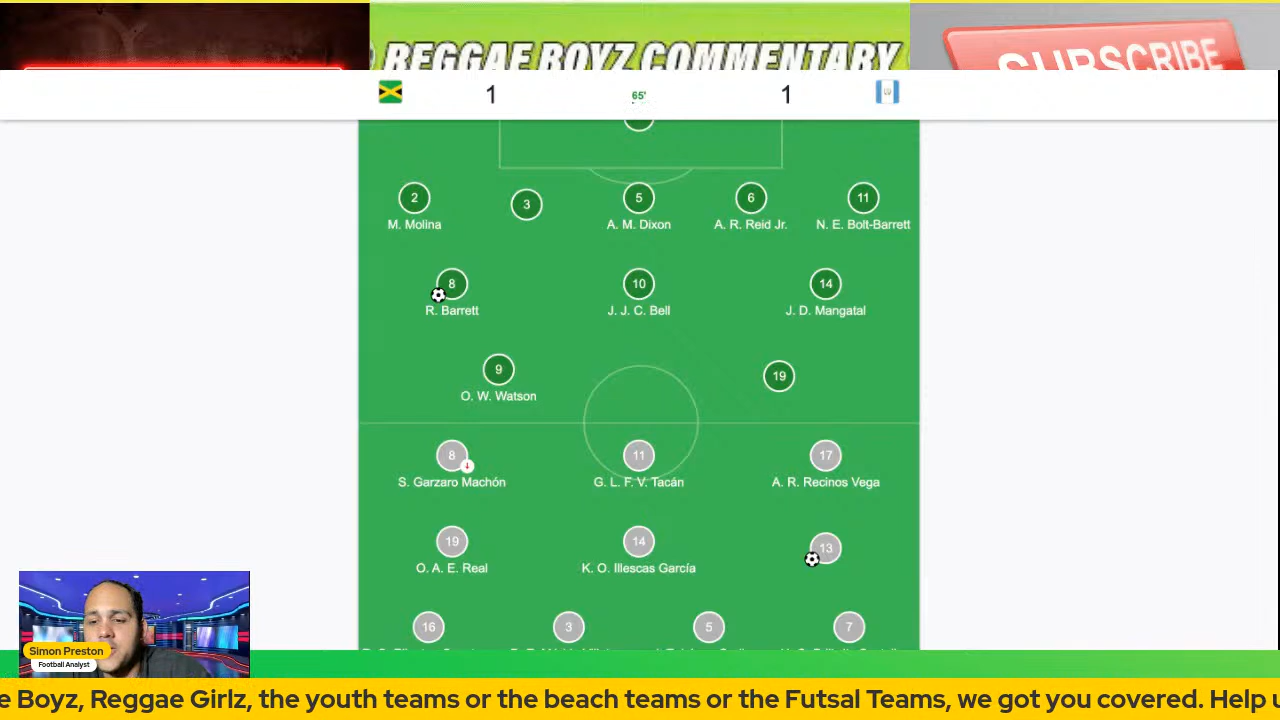 REGGAE BOYZ COMMENTARY
SUBSCRIBE
1 65' 1
2 3 5 6 11
M. Molina A. M. Dixon A. R. Reid Jr. N. E. Bolt-Barrett
8 10 14
R. Barrett J. J. C. Bell J. D. Mangatal
9 19
O. W. Watson
8 11 17
S. Garzaro Machón G. L. F. V. Tacán A. R. Recinos Vega
19 14 13
O. A. E. Real K. O. Illescas García
16 3 5 7
Simon Preston
Football Analyst
e Boyz, Reggae Girlz, the youth teams or the beach teams or the Futsal Teams, we got you covered. Help u